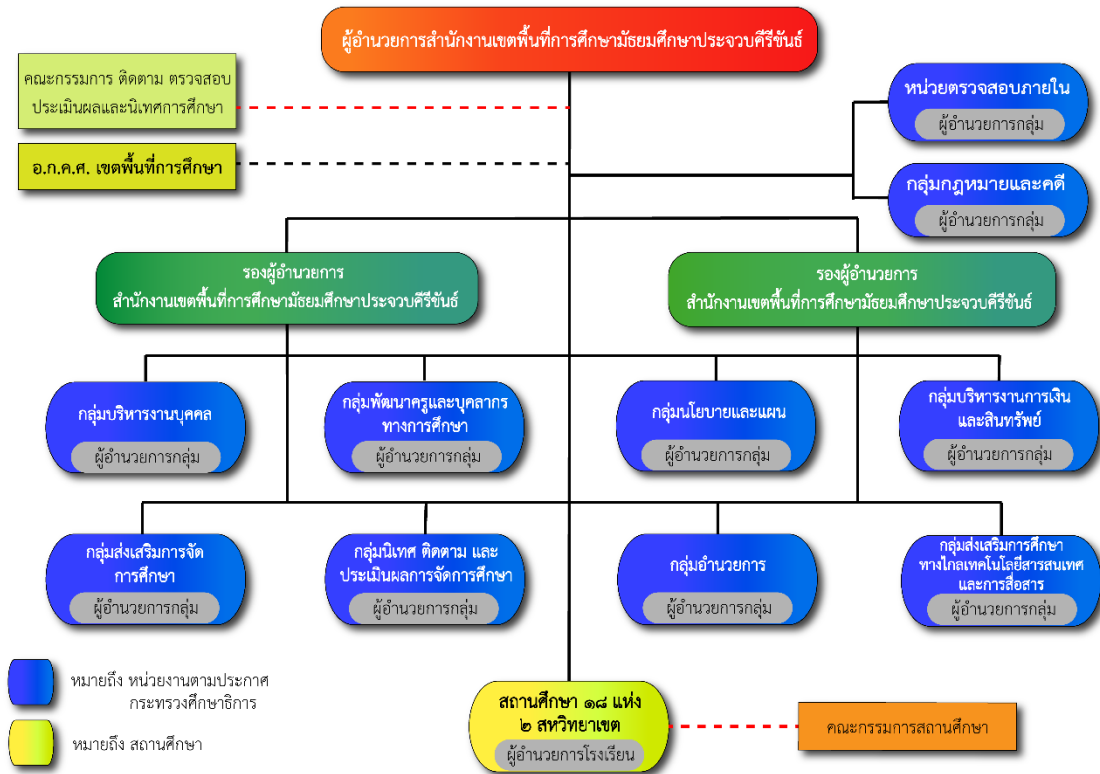 ผู้อำนวยการสำนักงานเขตพื้นที่การศึกษามัธยมศึกษาประจวบคีรีขันธ์
คณะกรรมการ ติดตาม ตรวจสอบ
ประเมินผลและนิเทศการศึกษา
อ.ก.ค.ศ. เขตพื้นที่การศึกษา
หน่วยตรวจสอบภายใน
ผู้อำนวยการกลุ่ม
กลุ่มกฎหมายและคดี
ผู้อำนวยการกลุ่ม
รองผู้อำนวยการ
สำนักงานเขตพื้นที่การศึกษามัธยมศึกษาประจวบคีรีขันธ์
รองผู้อำนวยการ
สำนักงานเขตพื้นที่การศึกษามัธยมศึกษาประจวบคีรีขันธ์
กลุ่มบริหารงานบุคคล
ผู้อำนวยการกลุ่ม
กลุ่มพัฒนาครูและบุคลากร
ทางการศึกษา
ผู้อำนวยการกลุ่ม
กลุ่มนโยบายและแผน
ผู้อำนวยการกลุ่ม
กลุ่มบริหารงานการเงิน
และสินทรัพย์
ผู้อำนวยการกลุ่ม
กลุ่มส่งเสริมการจัด
การศึกษา
ผู้อำนวยการกลุ่ม
กลุ่มนิเทศ ติดตาม และ
ประเมินผลการจัดการศึกษา
ผู้อำนวยการกลุ่ม
กลุ่มอำนวยการ
ผู้อำนวยการกลุ่ม
กลุ่มส่งเสริมการศึกษา
ทางไกลเทคโนโลยีสารสนเทศ
และการสื่อสาร
ผู้อำนวยการกลุ่ม
หมายถึง หน่วยงานตามประกาศ
กระทรวงศึกษาธิการ
หมายถึง สถานศึกษา
สถานศึกษา ๑๘ แห่ง
๒ สหวิทยาเขต
ผู้อำนวยการโรงเรียน
คณะกรรมการสถานศึกษา